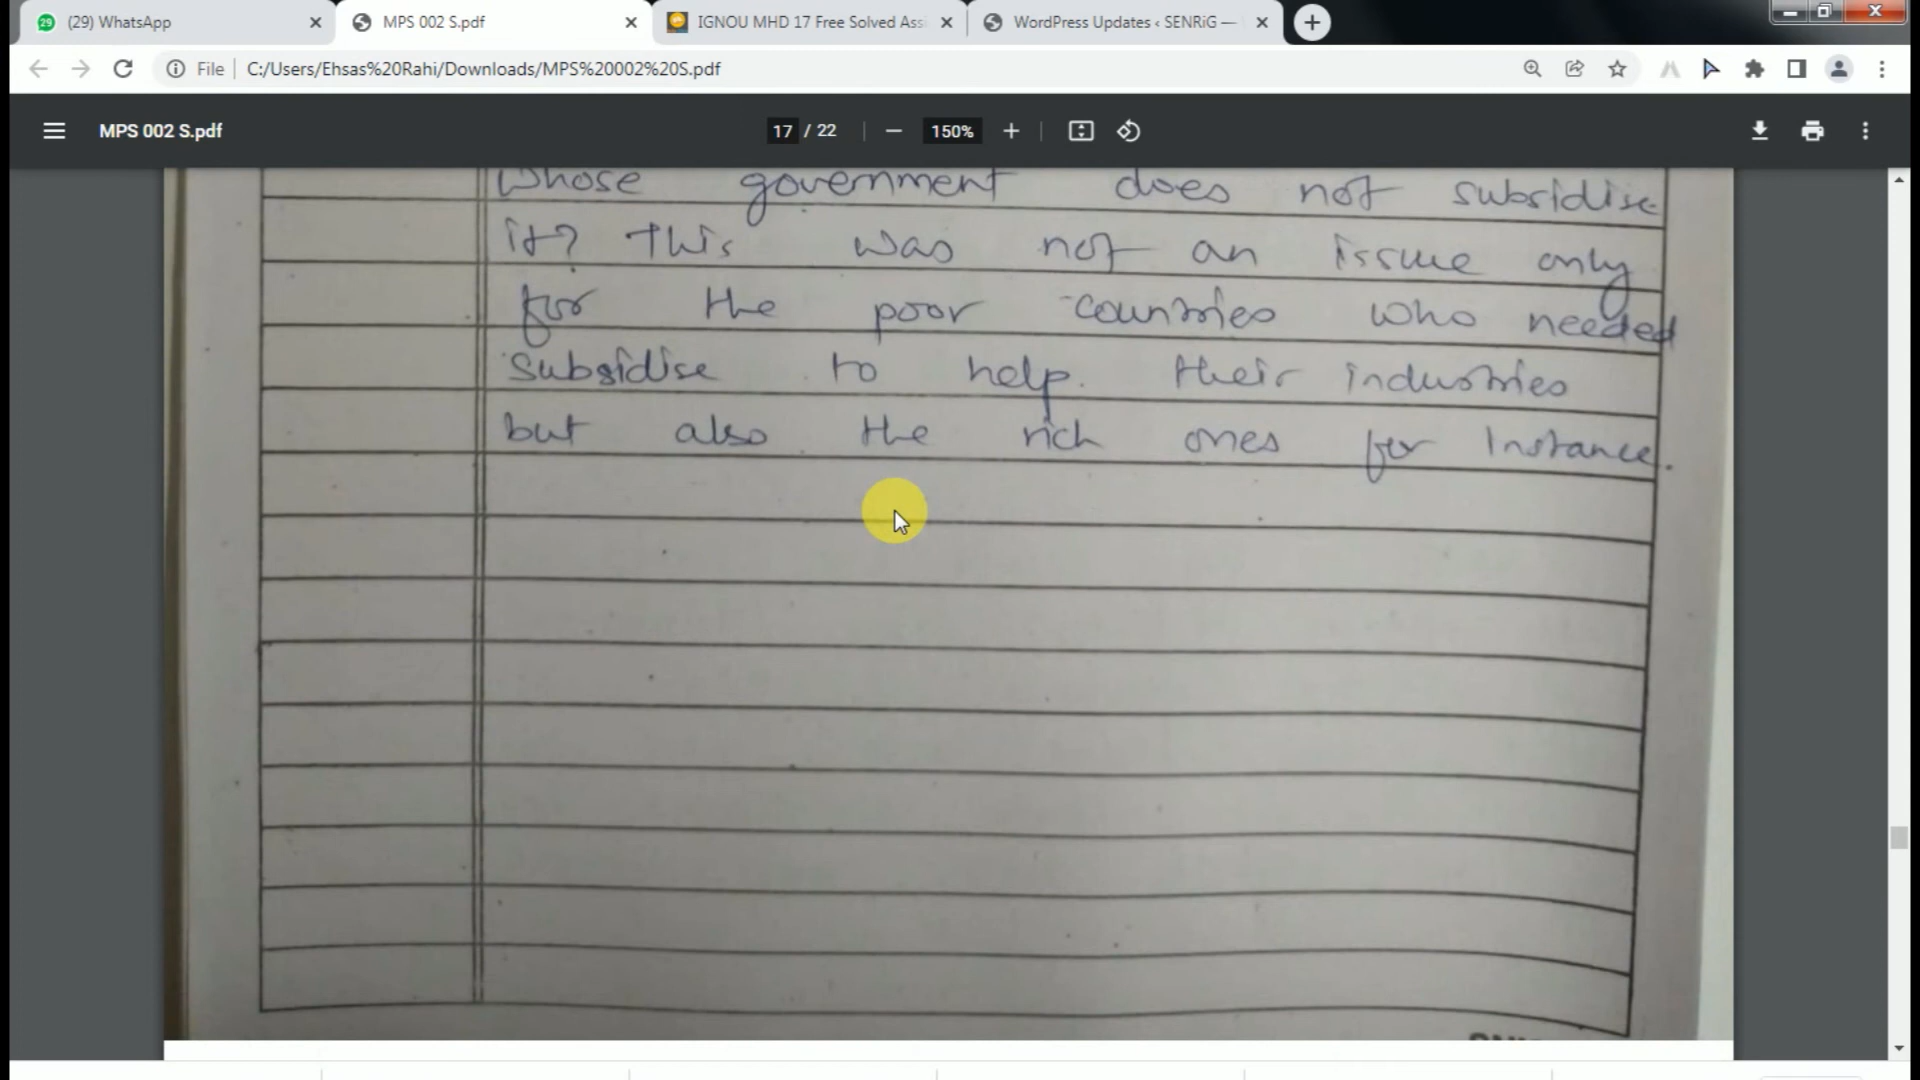 (29) WhatsApp
MPS 002 S.pdf
IGNOU MHD 17 Free Solved Assi
WordPress Updates ‹ SENRiG —
File
C:/Users/Ehsas%20Rahi/Downloads/MPS%20002%20S.pdf
MPS 002 S.pdf
17 / 22
150%
Whose government does not subsidise
it? This was not an issue only
for the poor countries who needed
Subsidise to help. their industries
but also the rich ones for Instance.